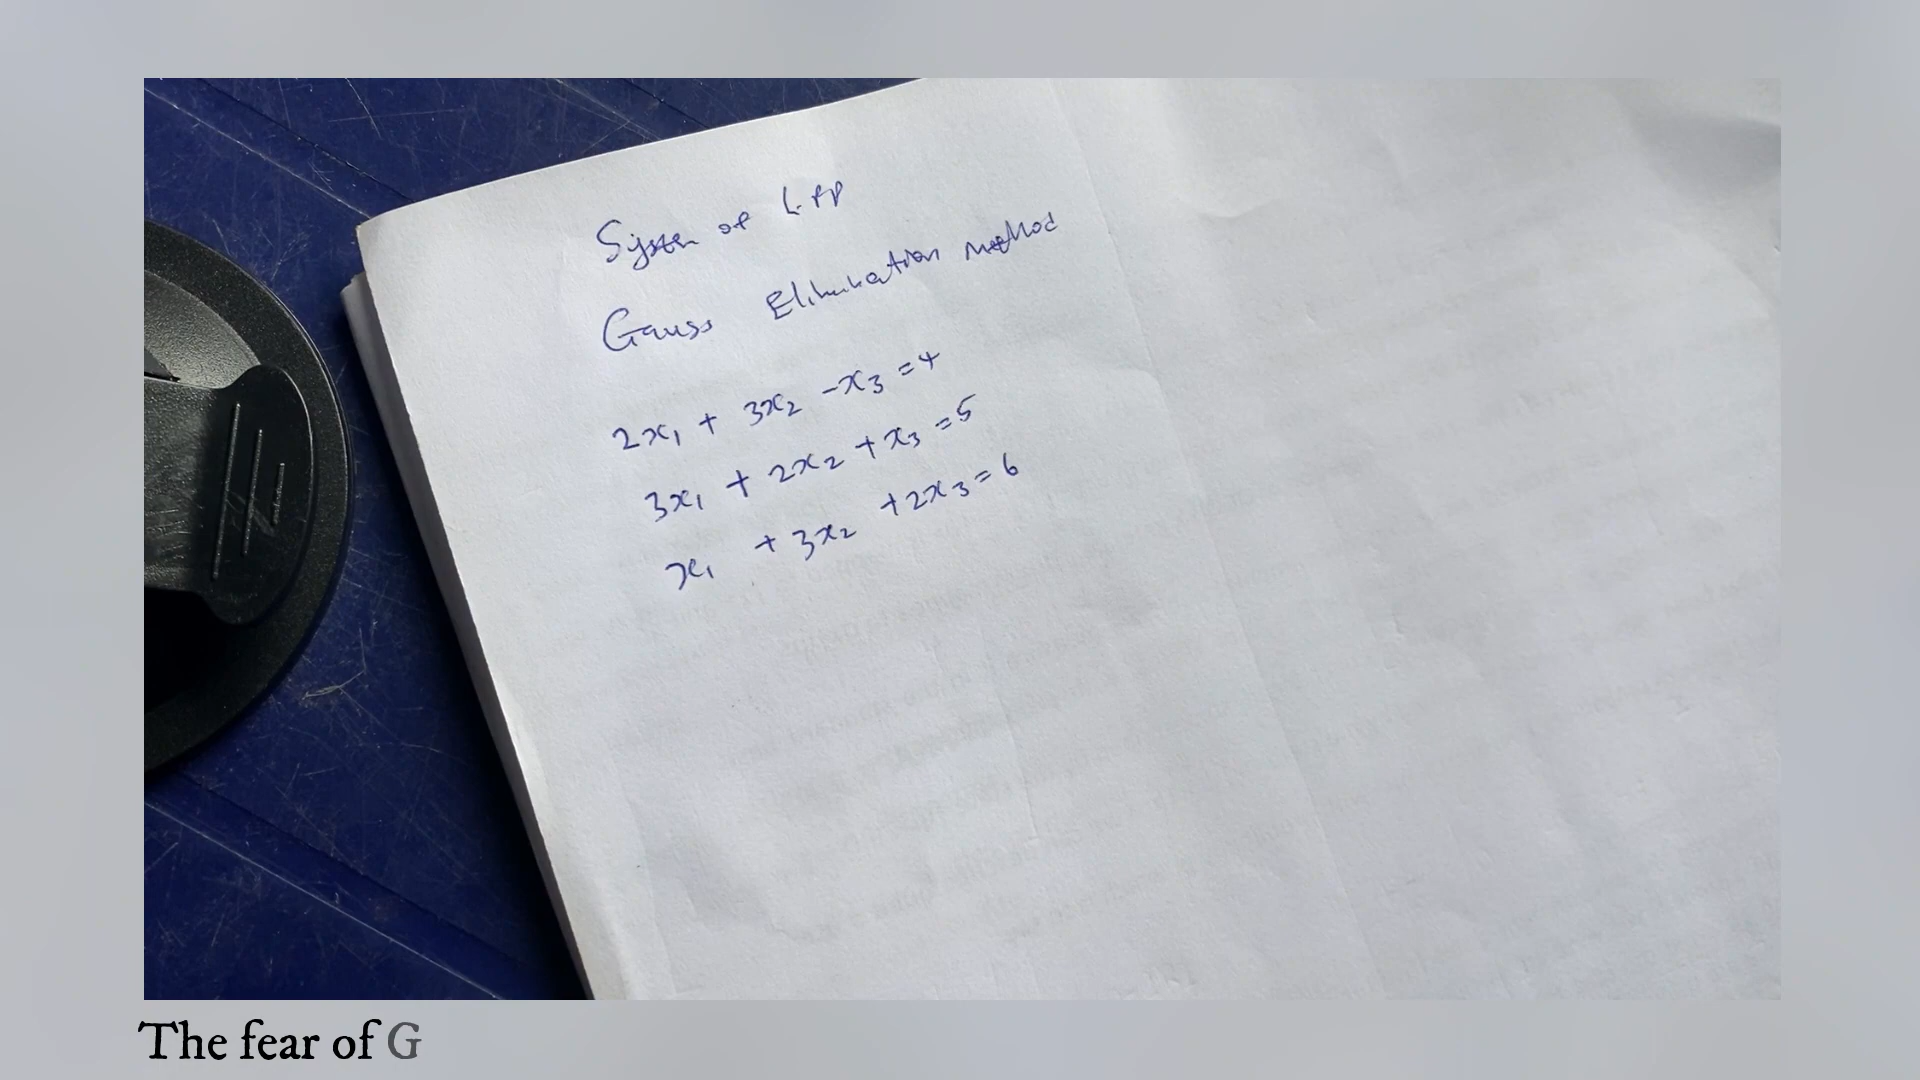 System of
Gauss Elimination method
2x₁ + 3x₂ - x₃ = 4
3x₁ + 2x₂ + x₃ = 5
x₁ + 3x₂ + 2x₃ = 6
The fear of G